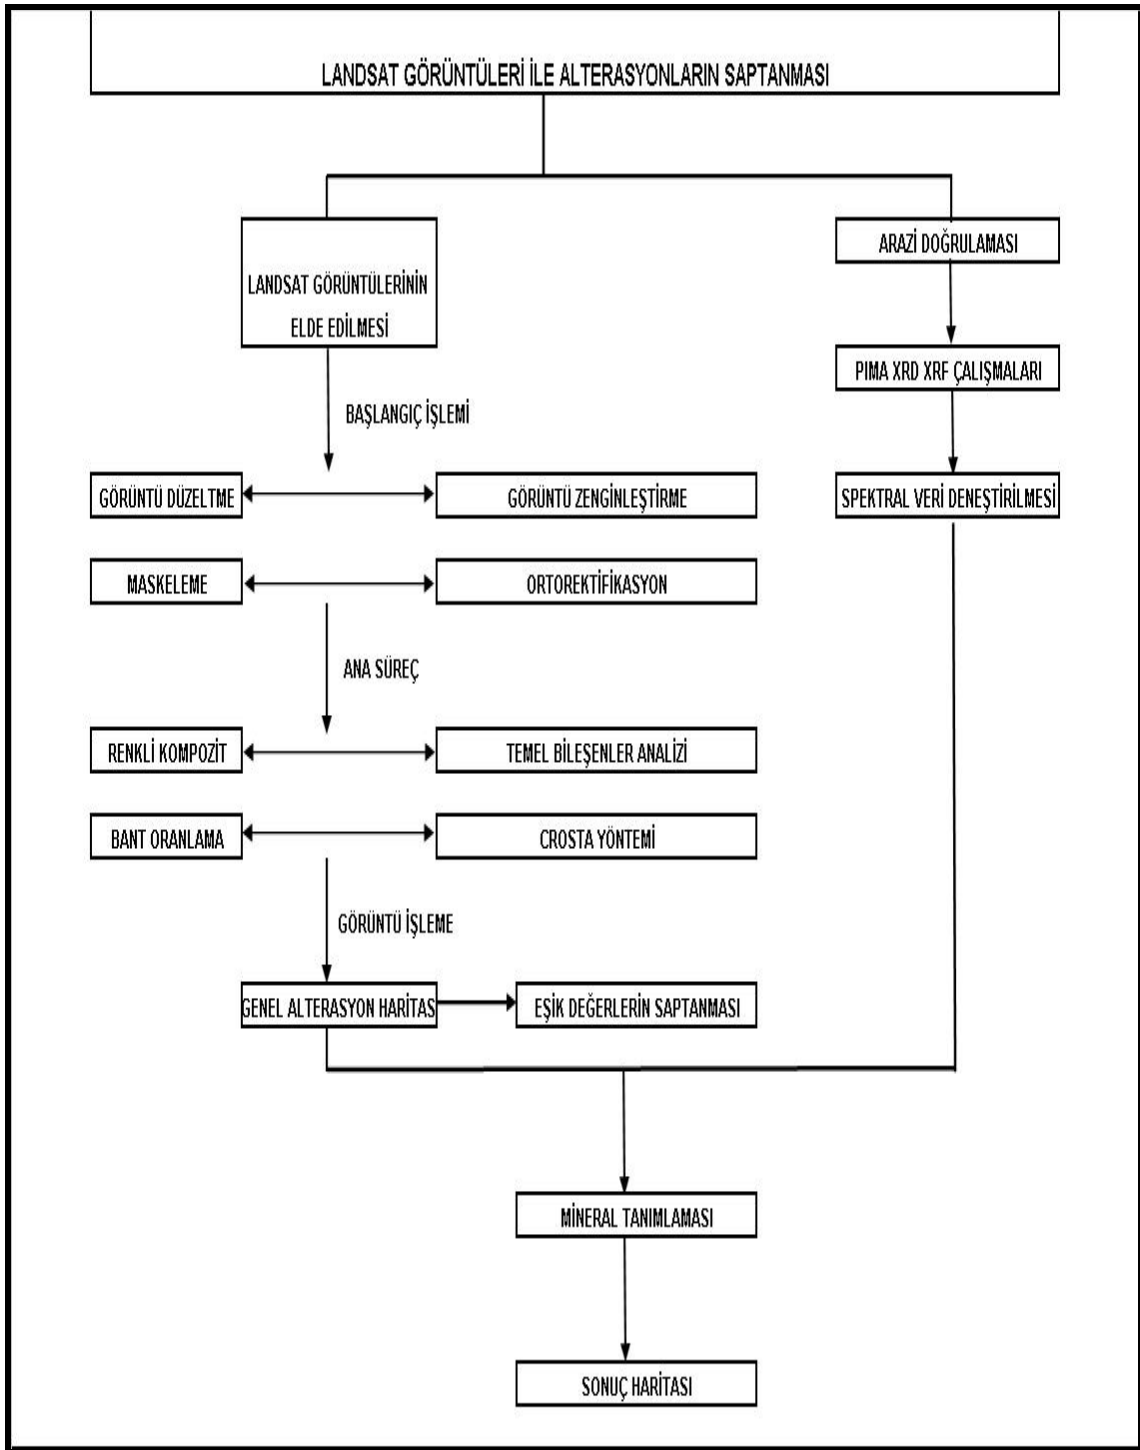 LANDSAT GÖRÜNTÜLERİ İLE ALTERASYONLARIN SAPTANMASI
LANDSAT GÖRÜNTÜLERİNİN
ELDE EDİLMESİ
ARAZİ DOĞRULAMASI
PIMA XRD XRF ÇALIŞMALARI
BAŞLANGIÇ İŞLEMİ
GÖRÜNTÜ DÜZELTME
GÖRÜNTÜ ZENGİNLEŞTİRME
SPEKTRAL VERİ DENEŞTİRİLMESİ
MASKELEME
ORTOREKTİFİKASYON
ANA SÜREÇ
RENKLİ KOMPOZİT
TEMEL BİLEŞENLER ANALİZİ
BANT ORANLAMA
CROSTA YÖNTEMİ
GÖRÜNTÜ İŞLEME
GENEL ALTERASYON HARİTAS
EŞİK DEĞERLERİN SAPTANMASI
MİNERAL TANIMLAMASI
SONUÇ HARİTASI